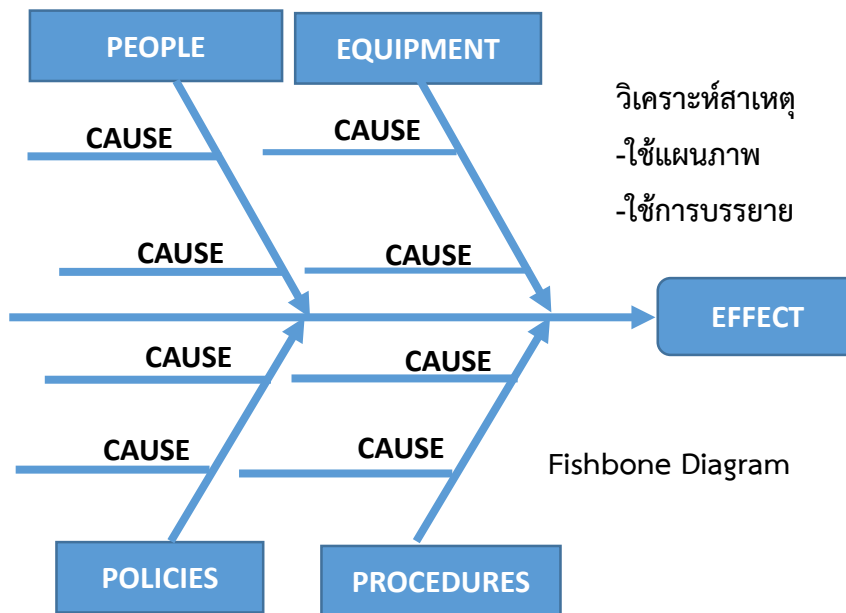 PEOPLE
EQUIPMENT
วิเคราะห์สาเหตุ
-ใช้แผนภาพ
-ใช้การบรรยาย
CAUSE
CAUSE
CAUSE
CAUSE
EFFECT
CAUSE
CAUSE
CAUSE
CAUSE
Fishbone Diagram
POLICIES
PROCEDURES